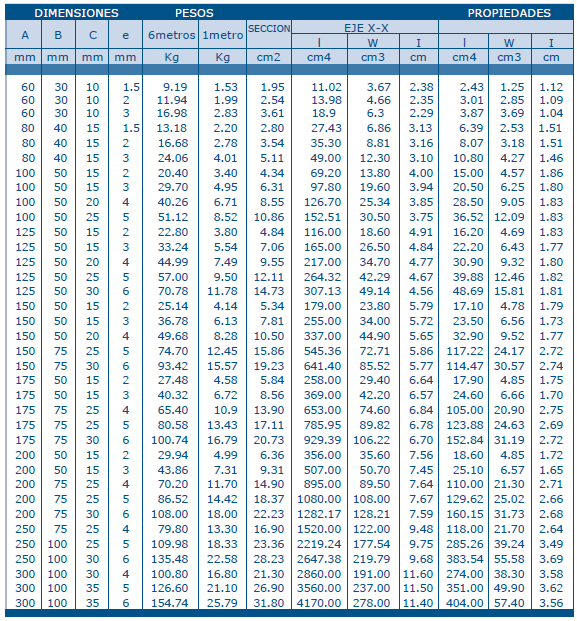 DIMENSIONES PESOS PROPIEDADES
A B C e 6metros 1metro SECCION EJE X-X
I W I I W I
mm mm mm mm Kg Kg cm2 cm4 cm3 cm cm4 cm3 cm
60 30 10 1.5 9.19 1.53 1.95 11.02 3.67 2.38 2.43 1.25 1.12
60 30 10 2 11.94 1.99 2.54 13.98 4.66 2.35 3.01 2.85 1.09
60 30 10 3 16.98 2.83 3.61 18.9 6.3 2.29 3.87 3.69 1.04
80 40 15 1.5 13.18 2.20 2.80 27.43 6.86 3.13 6.39 2.53 1.51
80 40 15 2 16.68 2.78 3.54 35.30 8.81 3.16 8.07 3.18 1.51
80 40 15 3 24.06 4.01 5.11 49.00 12.30 3.10 10.80 4.27 1.46
100 50 15 2 20.40 3.40 4.34 69.20 13.80 4.00 15.00 4.57 1.86
100 50 15 3 29.70 4.95 6.31 97.80 19.60 3.94 20.50 6.25 1.80
100 50 20 4 40.26 6.71 8.55 126.70 25.34 3.85 28.50 9.05 1.83
100 50 25 5 51.12 8.52 10.86 152.51 30.50 3.75 36.52 12.09 1.83
125 50 15 2 22.80 3.80 4.84 116.00 18.60 4.91 16.20 4.69 1.83
125 50 15 3 33.24 5.54 7.06 165.00 26.50 4.84 22.20 6.43 1.77
125 50 20 4 44.99 7.49 9.55 217.00 34.70 4.77 30.90 9.32 1.80
125 50 25 5 57.00 9.50 12.11 264.32 42.29 4.67 39.88 12.46 1.82
125 50 30 6 70.78 11.78 14.73 307.13 49.14 4.56 48.69 15.81 1.81
150 50 15 2 25.14 4.14 5.34 179.00 23.80 5.79 17.10 4.78 1.79
150 50 15 3 36.78 6.13 7.81 255.00 34.00 5.72 23.50 6.56 1.73
150 50 20 4 49.68 8.28 10.50 337.00 44.90 5.65 32.90 9.52 1.77
150 75 25 5 74.70 12.45 15.86 545.36 72.71 5.86 117.22 24.17 2.72
150 75 30 6 93.42 15.57 19.23 641.40 85.52 5.77 114.47 30.57 2.74
175 50 15 2 27.48 4.58 5.84 258.00 29.40 6.64 17.90 4.85 1.75
175 50 15 3 40.32 6.72 8.56 369.00 42.20 6.57 24.60 6.66 1.70
175 75 25 4 65.40 10.9 13.90 653.00 74.60 6.84 105.00 20.90 2.75
175 75 25 5 80.58 13.43 17.11 785.95 89.82 6.78 123.88 24.63 2.69
175 75 30 6 100.74 16.79 20.73 929.39 106.22 6.70 152.84 31.19 2.72
200 50 15 2 29.94 4.99 6.36 356.00 35.60 7.56 18.60 4.85 1.72
200 50 15 3 43.86 7.31 9.31 507.00 50.70 7.45 25.10 6.57 1.65
200 75 25 4 70.20 11.70 14.90 895.00 89.50 7.64 110.00 21.30 2.71
200 75 25 5 86.52 14.42 18.37 1080.00 108.00 7.67 129.62 25.02 2.66
200 75 30 6 108.00 18.00 22.23 1282.17 128.21 7.59 160.15 31.73 2.68
250 75 25 4 79.80 13.30 16.90 1520.00 122.00 9.48 118.00 21.70 2.64
250 100 25 5 109.98 18.33 23.36 2219.24 177.54 9.75 285.26 39.24 3.49
250 100 30 6 135.48 22.58 28.23 2647.38 219.79 9.68 383.54 55.58 3.69
300 100 30 4 100.80 16.80 21.30 2860.00 191.00 11.60 274.00 38.30 3.58
300 100 35 5 126.60 21.10 26.90 3560.00 237.00 11.50 351.00 49.90 3.62
300 100 35 6 154.74 25.79 31.80 4170.00 278.00 11.40 404.00 57.40 3.56